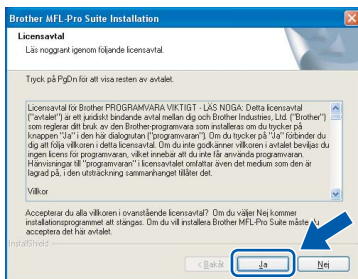 Brother MFL-Pro Suite Installation
Licensavtal
Läs noggrant igenom följande licensavtal.
Tryck på PgDn för att visa resten av avtalet.
Licensavtal för Brother PROGRAMVARA VIKTIGT - LÄS NOGA: Detta licensavtal
("avtalet") är ett juridiskt bindande avtal mellan dig och Brother Industries, Ltd. ("Brother")
som reglerar ditt bruk av den Brother-programvara som installeras om du trycker på
knappen "Ja" i den här dialogrutan ("programvaran"). Om du trycker på "Ja" förbinder du
dig att följa villkoren i detta licensavtal. Om du inte godkänner villkoren i avtalet beviljas du
ingen licens för programvaran, vilket innebär att du inte får använda programvaran.
Hänvisningar till "programvaran" i licensavtalet omfattar även det medium som den är
lagrad på, i den utsträckning sammanhanget tillåter det.
Villkor
Accepterar du alla villkoren i ovanstående licensavtal? Om du väljer Nej kommer
installationsprogrammet att stängas. Om du vill installera Brother MFL-Pro Suite måste du
acceptera det här avtalet.
InstallShield
< Bakåt Ja Nej